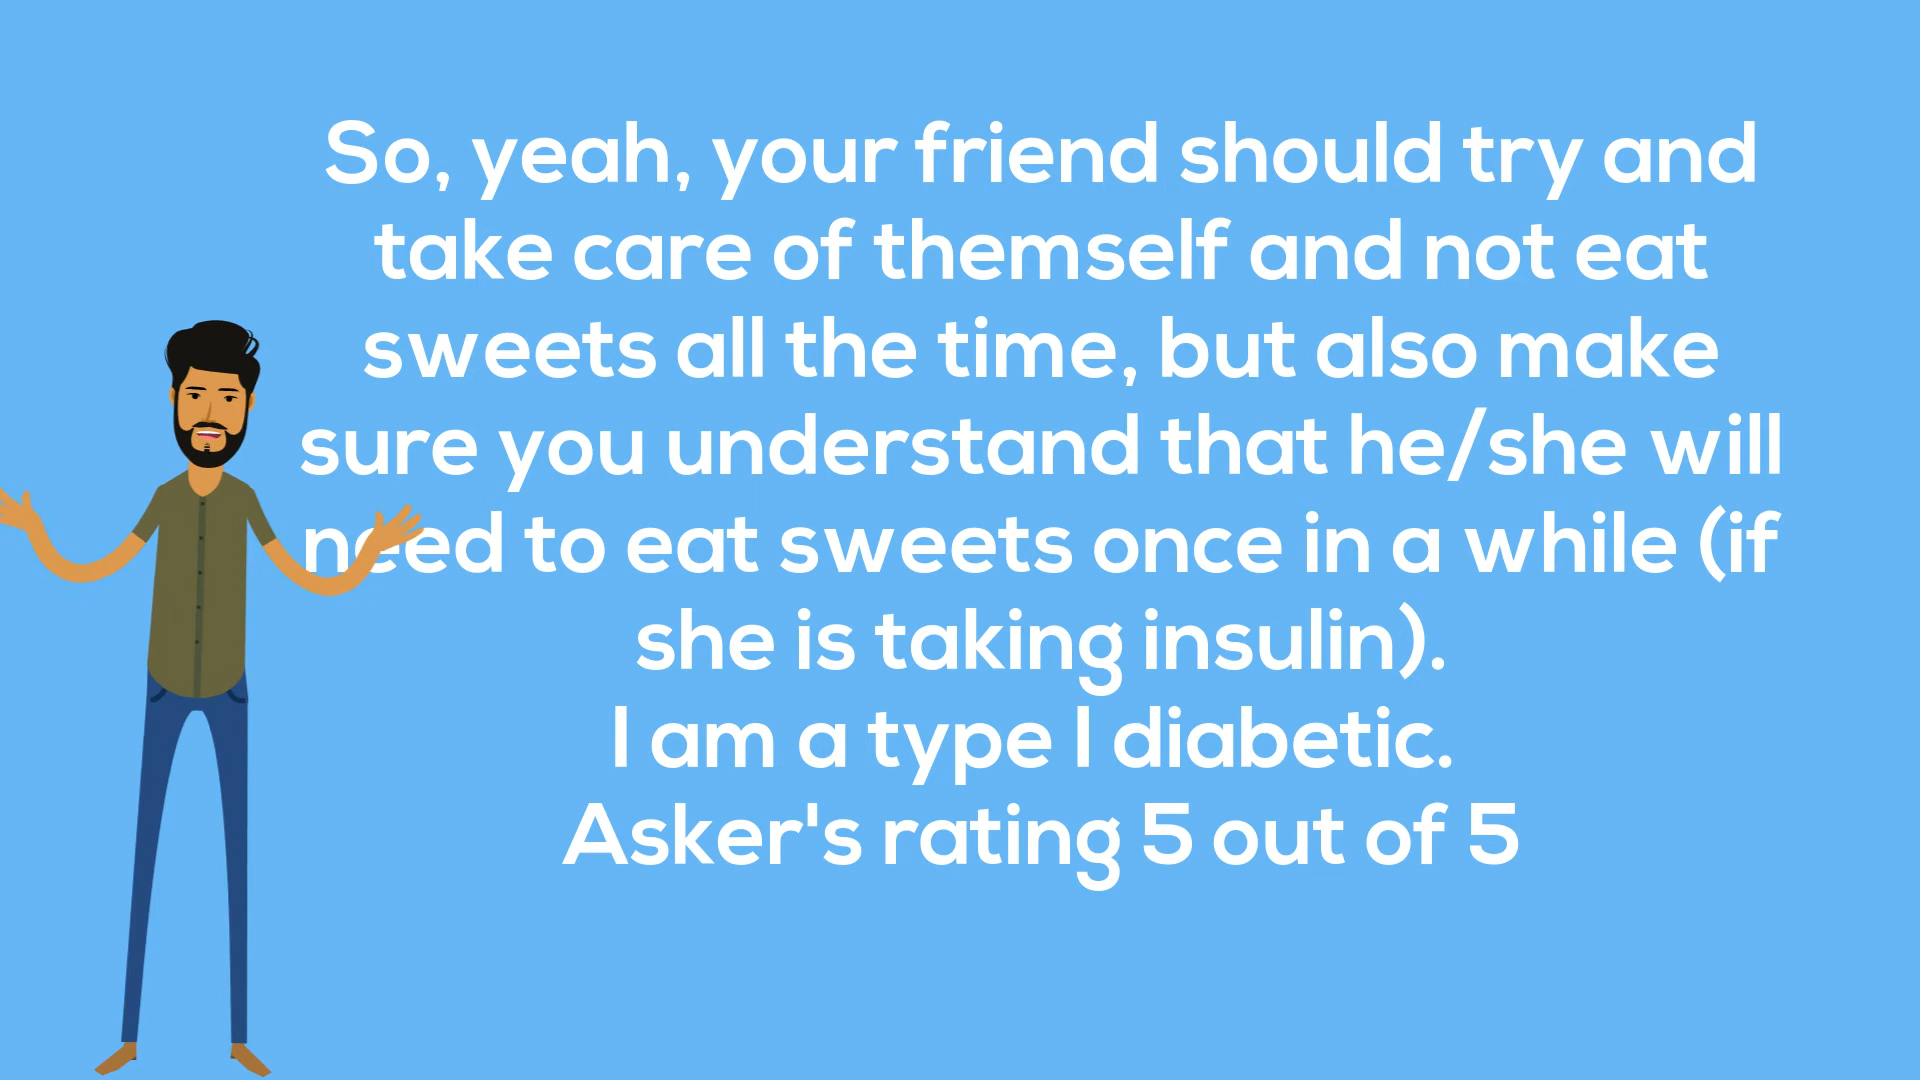 So, yeah, your friend should try and
take care of themself and not eat
sweets all the time, but also make
sure you understand that he/she will
need to eat sweets once in a while (if
she is taking insulin).
I am a type I diabetic.
Asker's rating 5 out of 5